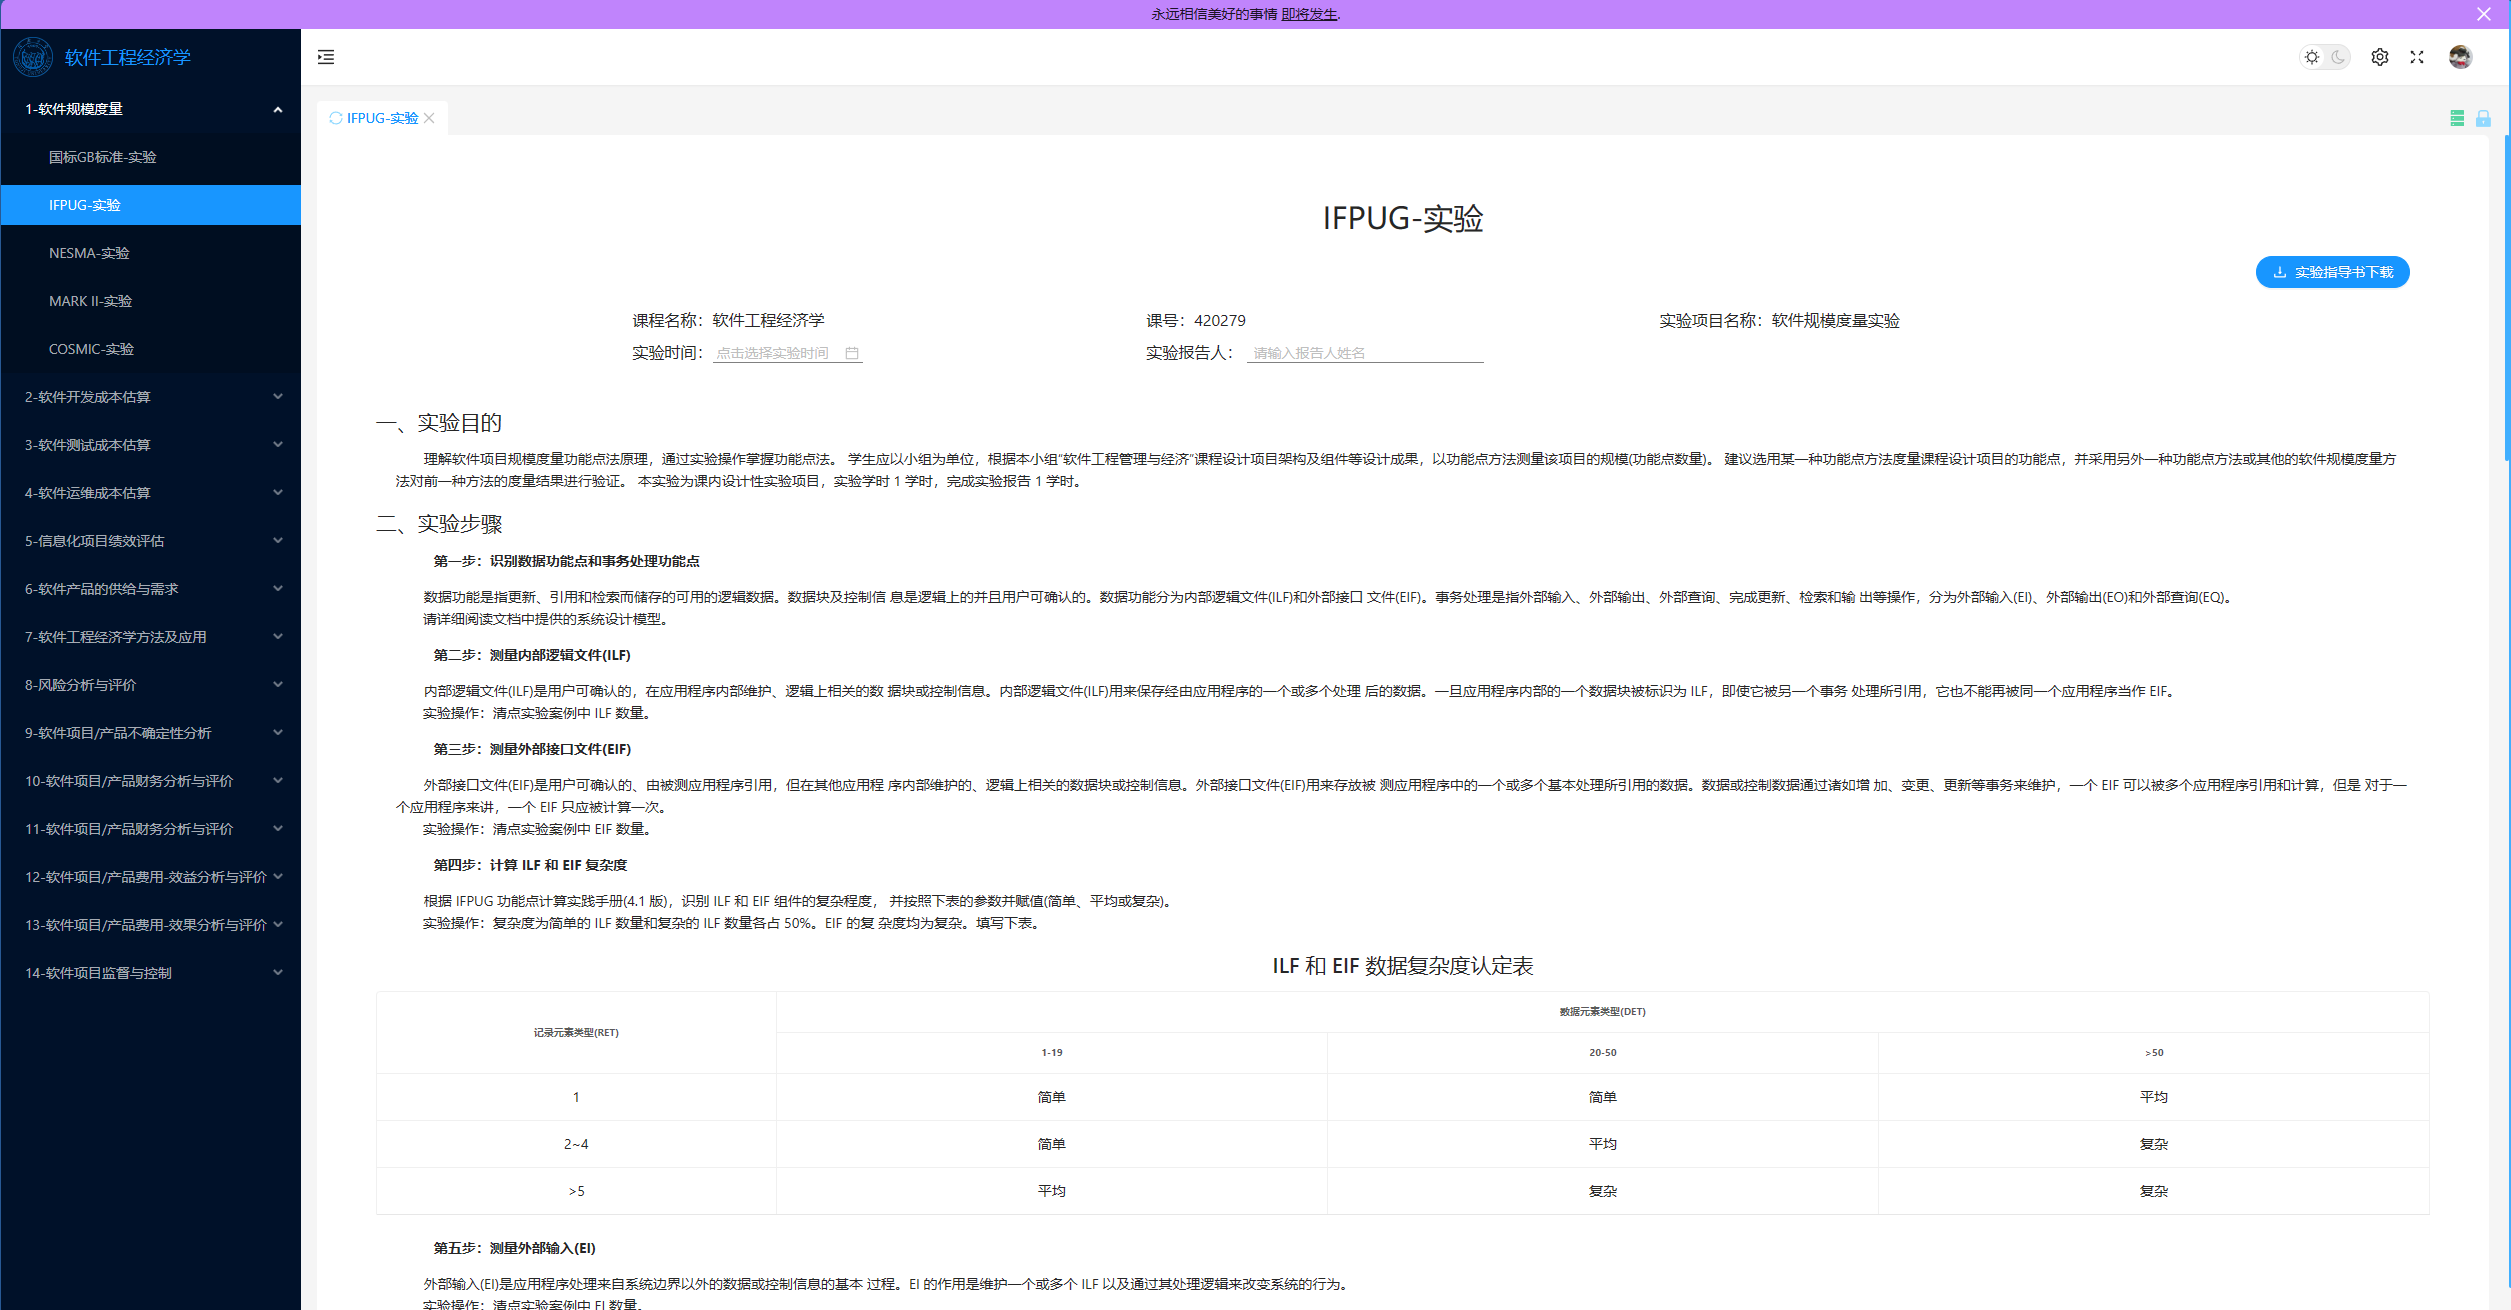 永远相信美好的事情 即将发生.
软件工程经济学
1-软件规模度量
国标GB标准-实验
IFPUG-实验
NESMA-实验
MARK II-实验
COSMIC-实验
2-软件开发成本估算
3-软件测试成本估算
4-软件运维成本估算
5-信息化项目绩效评估
6-软件产品的供给与需求
7-软件工程经济学方法及应用
8-风险分析与评价
9-软件项目/产品不确定性分析
10-软件项目/产品财务分析与评价
11-软件项目/产品财务分析与评价
12-软件项目/产品费用-效益分析与评价
13-软件项目/产品费用-效果分析与评价
14-软件项目监督与控制
IFPUG-实验
IFPUG-实验
实验指导书下载
课程名称：软件工程经济学 课号：420279 实验项目名称：软件规模度量实验
实验时间：点击选择实验时间 实验报告人：请输入报告人姓名
一、实验目的
理解软件项目规模度量功能点法原理，通过实验操作掌握功能点法。 学生应以小组为单位，根据本小组“软件工程管理与经济”课程设计项目架构及组件等设计成果，以功能点方法测量该项目的规模(功能点数量)。 建议选用某一种功能点方法度量课程设计项目的功能点，并采用另外一种功能点方法或其他的软件规模度量方
法对前一种方法的度量结果进行验证。 本实验为课内设计性实验项目，实验学时 1 学时，完成实验报告 1 学时。
二、实验步骤
第一步：识别数据功能点和事务处理功能点
数据功能是指更新、引用和检索而储存的可用的逻辑数据。数据块及控制信 息是逻辑上的并且用户可确认的。数据功能分为内部逻辑文件(ILF)和外部接口 文件(EIF)。事务处理是指外部输入、外部输出、外部查询、完成更新、检索和输 出等操作，分为外部输入(EI)、外部输出(EO)和外部查询(EQ)。
请详细阅读文档中提供的系统设计模型。
第二步：测量内部逻辑文件(ILF)
内部逻辑文件(ILF)是用户可确认的，在应用程序内部维护、逻辑上相关的数 据块或控制信息。内部逻辑文件(ILF)用来保存经由应用程序的一个或多个处理 后的数据。一旦应用程序内部的一个数据块被标识为 ILF，即使它被另一个事务 处理所引用，它也不能再被同一个应用程序当作 EIF。
实验操作：清点实验案例中 ILF 数量。
第三步：测量外部接口文件(EIF)
外部接口文件(EIF)是用户可确认的、由被测应用程序引用，但在其他应用程 序内部维护的、逻辑上相关的数据块或控制信息。外部接口文件(EIF)用来存放被 测应用程序中的一个或多个基本处理所引用的数据。数据或控制数据通过诸如增 加、变更、更新等事务来维护，一个 EIF 可以被多个应用程序引用和计算，但是 对于一
个应用程序来讲，一个 EIF 只应被计算一次。
实验操作：清点实验案例中 EIF 数量。
第四步：计算 ILF 和 EIF 复杂度
根据 IFPUG 功能点计算实践手册(4.1 版)，识别 ILF 和 EIF 组件的复杂程度， 并按照下表的参数并赋值(简单、平均或复杂)。
实验操作：复杂度为简单的 ILF 数量和复杂的 ILF 数量各占 50%。EIF 的复 杂度均为复杂。填写下表。
ILF 和 EIF 数据复杂度认定表
记录元素类型(RET) 数据元素类型(DET)
1-19 20-50 >50
1 简单 简单 平均
2~4 简单 平均 复杂
>5 平均 复杂 复杂
第五步：测量外部输入(EI)
外部输入(EI)是应用程序处理来自系统边界以外的数据或控制信息的基本 过程。EI 的作用是维护一个或多个 ILF 以及通过其处理逻辑来改变系统的行为。
实验操作：清点实验案例中 EI 数量。